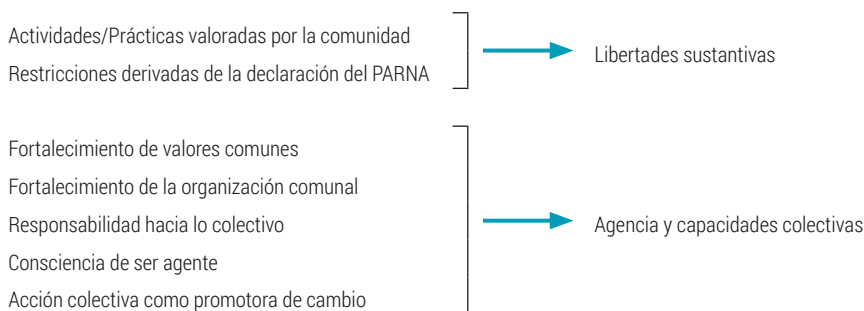 Actividades/Prácticas valoradas por la comunidad
Restricciones derivadas de la declaración del PARNA
Libertades sustantivas
Fortalecimiento de valores comunes
Fortalecimiento de la organización comunal
Responsabilidad hacia lo colectivo
Consciencia de ser agente
Acción colectiva como promotora de cambio
Agencia y capacidades colectivas